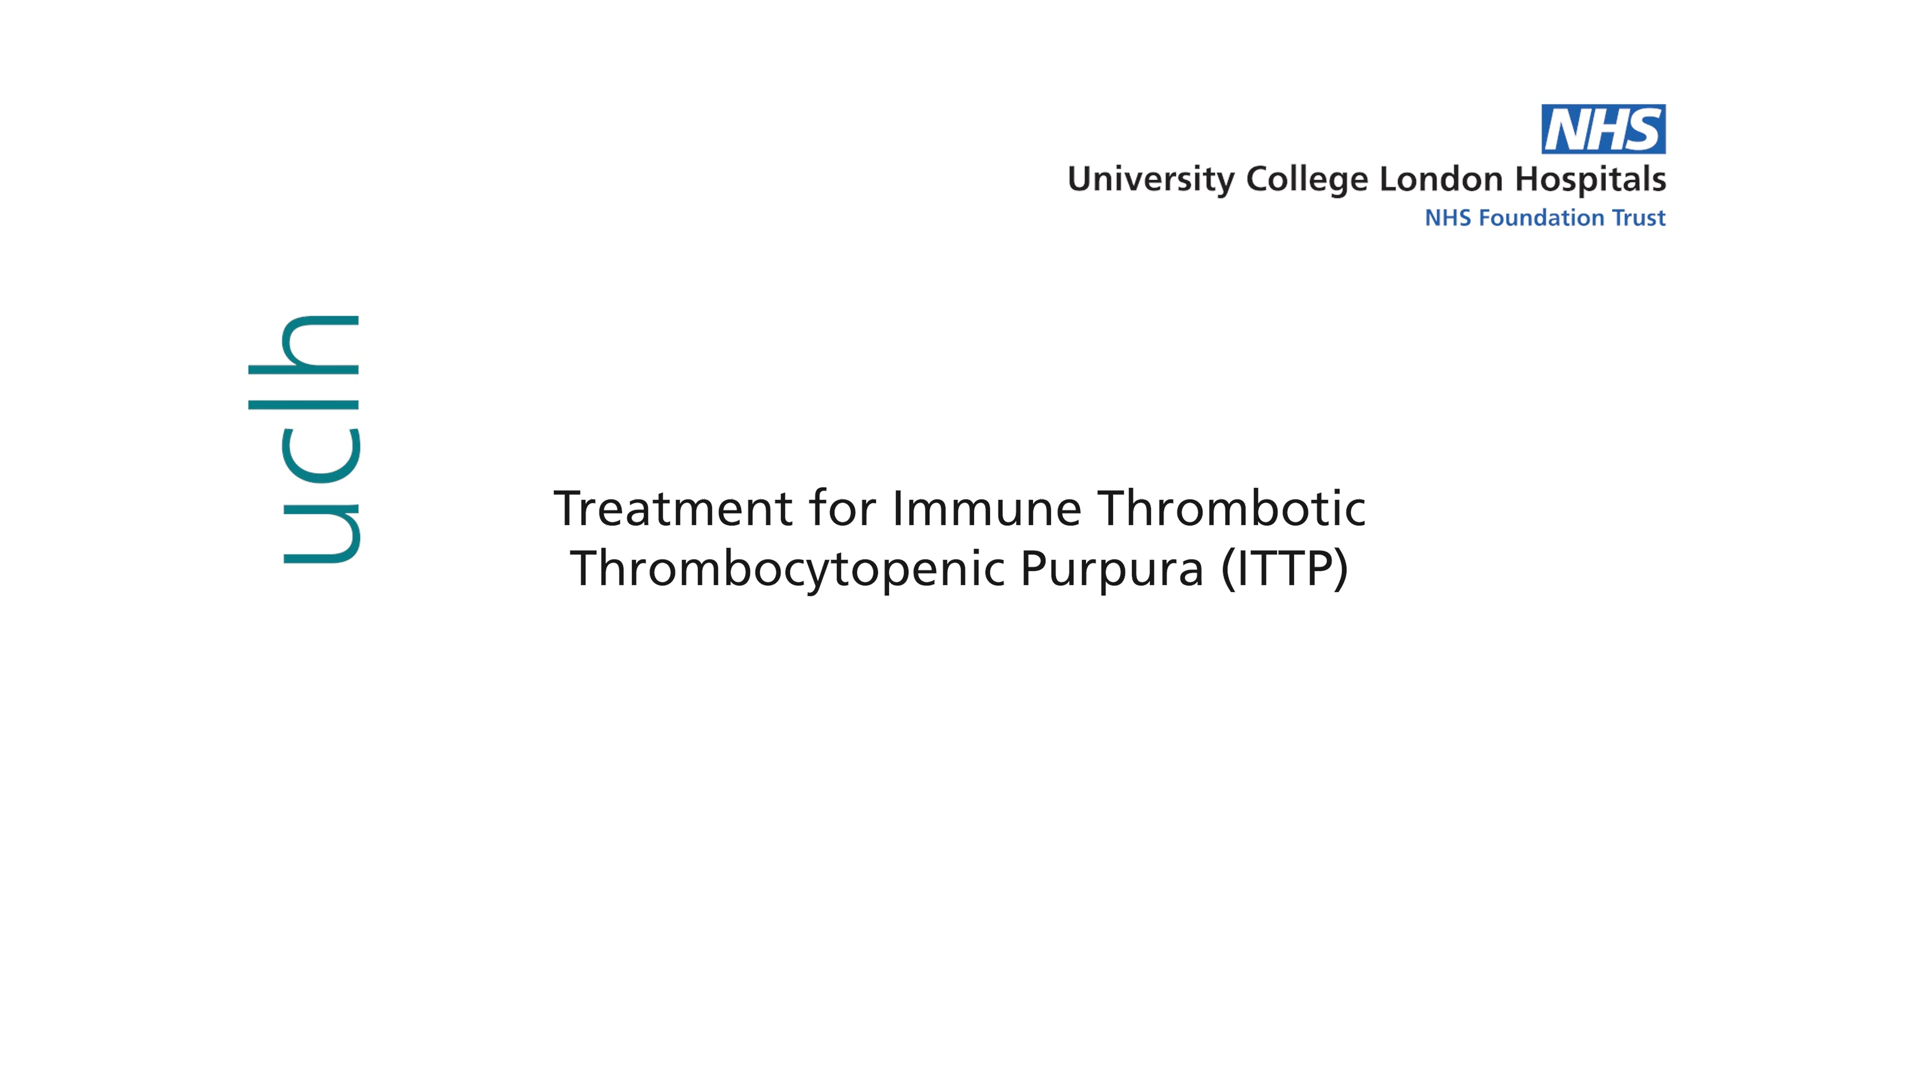 NHS
University College London Hospitals
NHS Foundation Trust
uclh
Treatment for Immune Thrombotic
Thrombocytopenic Purpura (ITTP)